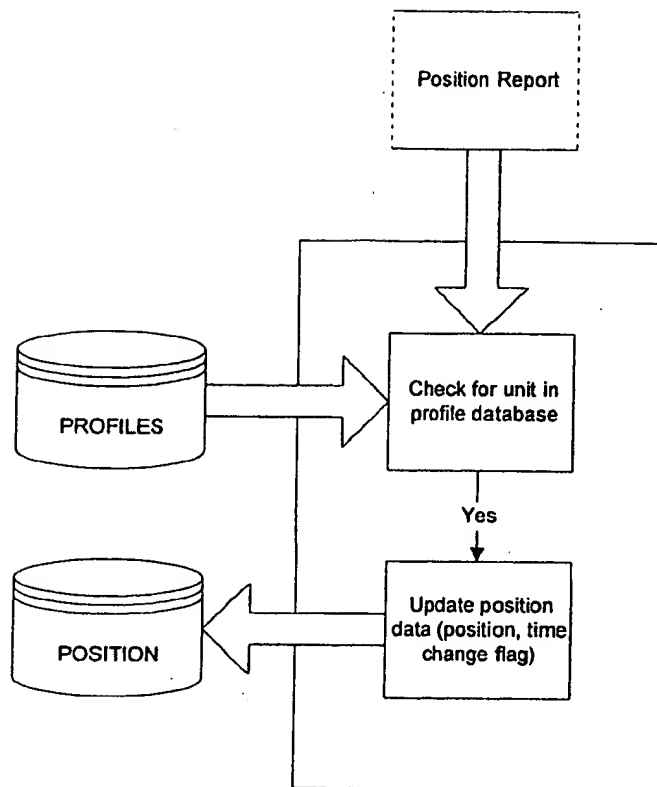 Position Report
Check for unit in
profile database
PROFILES
Yes
Update position
data (position, time
change flag)
POSITION